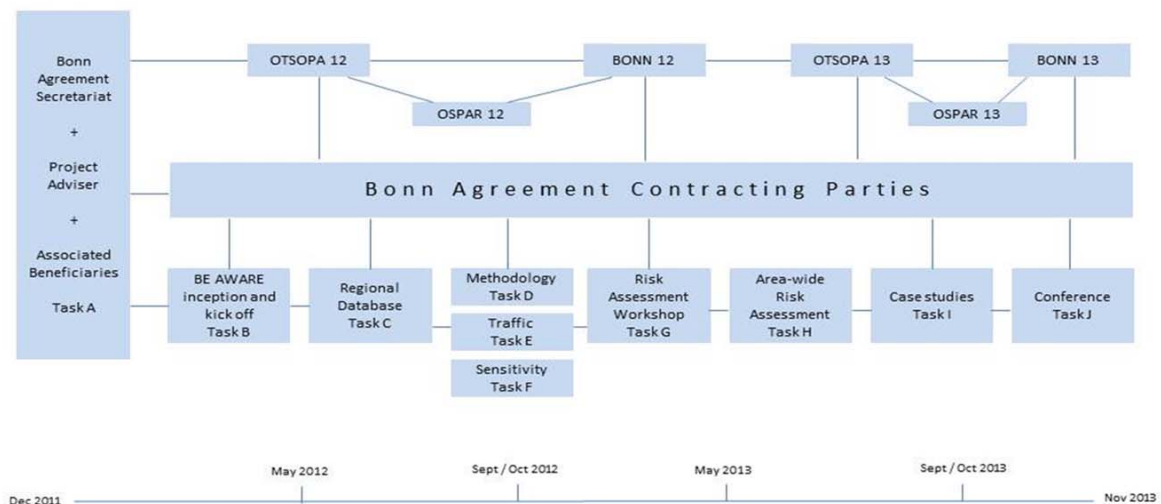 Bonn
Agreement
Secretariat
+
Project
Adviser
+
Associated
Beneficiaries
Task A
OTSOPA 12
BONN 12
OTSOPA 13
BONN 13
OSPAR 12
OSPAR 13
Bonn Agreement Contracting Parties
BE AWARE
inception and
kick off
Task B
Regional
Database
Task C
Methodology
Task D
Traffic
Task E
Sensitivity
Task F
Risk
Assessment
Workshop
Task G
Area-wide
Risk
Assessment
Task H
Case studies
Task I
Conference
Task J
May 2012
Sept / Oct 2012
May 2013
Sept / Oct 2013
Dec 2011
Nov 2013